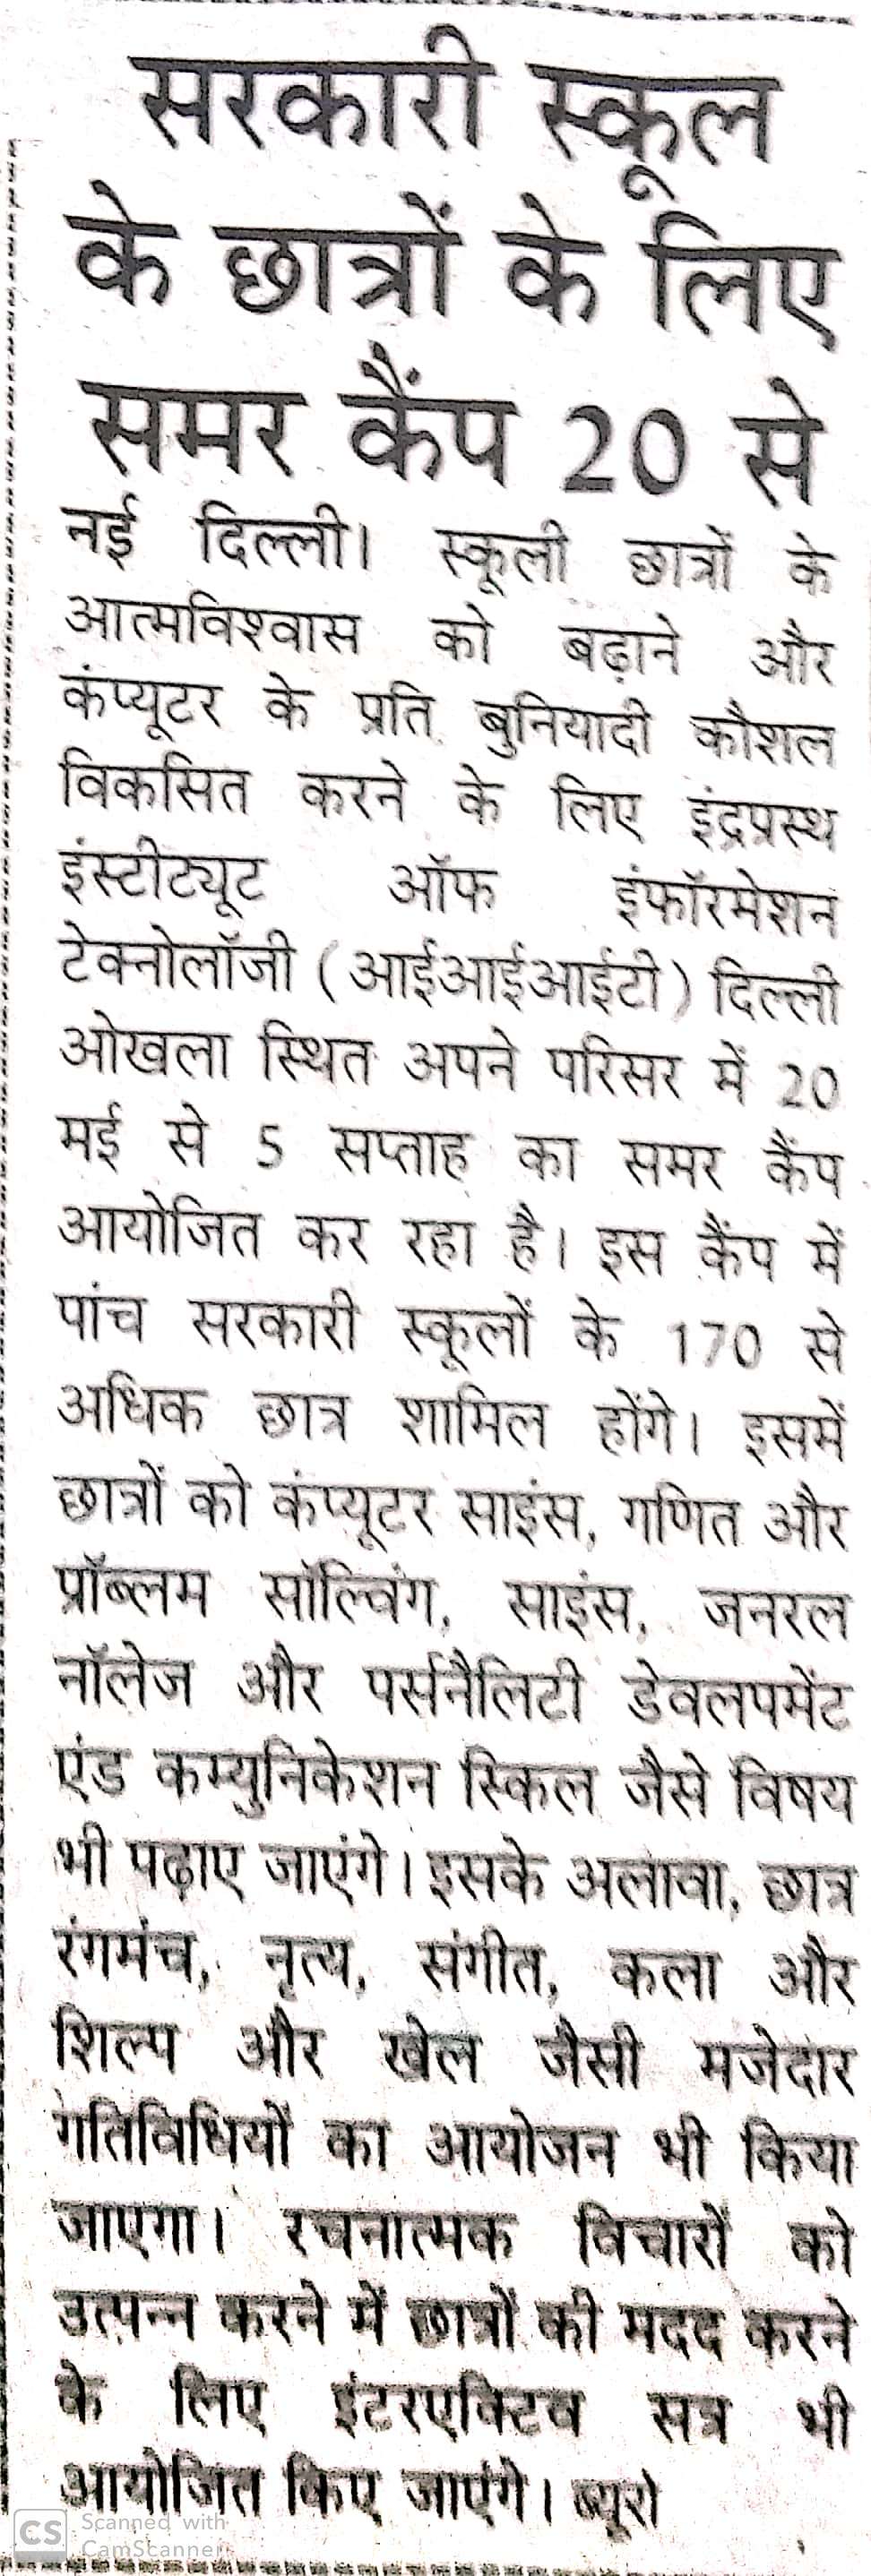 सरकारी स्कूल
के छात्रों के लिए
समर कैंप 20 से
नई दिल्ली। स्कूली छात्रों के
आत्मविश्वास को बढ़ाने और
कंप्यूटर के प्रति बुनियादी कौशल
विकसित करने के लिए इंद्रप्रस्थ
इंस्टीट्यूट ऑफ इंफॉरमेशन
टेक्नोलॉजी (आईआईआईटी) दिल्ली
ओखला स्थित अपने परिसर में 20
मई से 5 सप्ताह का समर कैंप
आयोजित कर रहा है। इस कैंप में
पांच सरकारी स्कूलों के 170 से
अधिक छात्र शामिल होंगे। इसमें
छात्रों को कंप्यूटर साइंस, गणित और
प्रॉब्लम सॉल्विंग, साइंस, जनरल
नॉलेज और पर्सनैलिटी डेवलपमेंट
एंड कम्युनिकेशन स्किल जैसे विषय
भी पढ़ाए जाएंगे। इसके अलावा, छात्र
रंगमंच, नृत्य, संगीत, कला और
शिल्प और खेल जैसी मजेदार
गतिविधियों का आयोजन भी किया
जाएगा। रचनात्मक विचारों को
उत्पन्न करने में छात्रों की मदद करने
के लिए इंटरएक्टिव सत्र भी
आयोजित किए जाएंगे। ब्यूरो
CS Scanned with
CamScanner